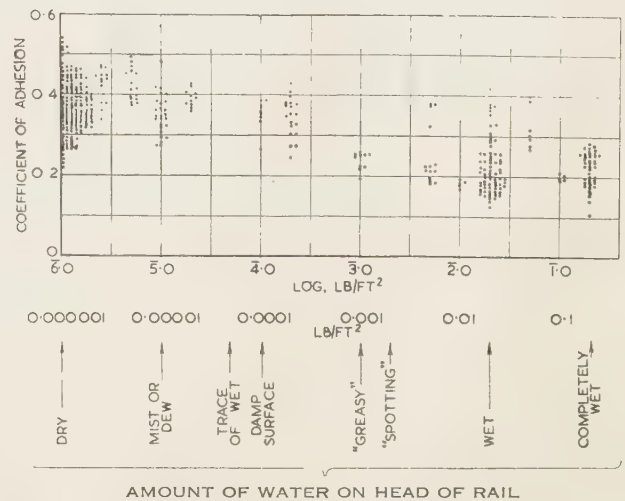 0.6
0.4
0.2
0
COEFFICIENT OF ADHESION
6̄.0 5̄.0 4̄.0 3̄.0 2̄.0 1̄.0
LOG, LB/FT²
0.000001 0.00001 0.0001 0.001 0.01 0.1
LB/FT²
DRY
MIST OR
DEW
TRACE
OF WET
DAMP
SURFACE
"GREASY"
"SPOTTING"
WET
COMPLETELY
WET
AMOUNT OF WATER ON HEAD OF RAIL